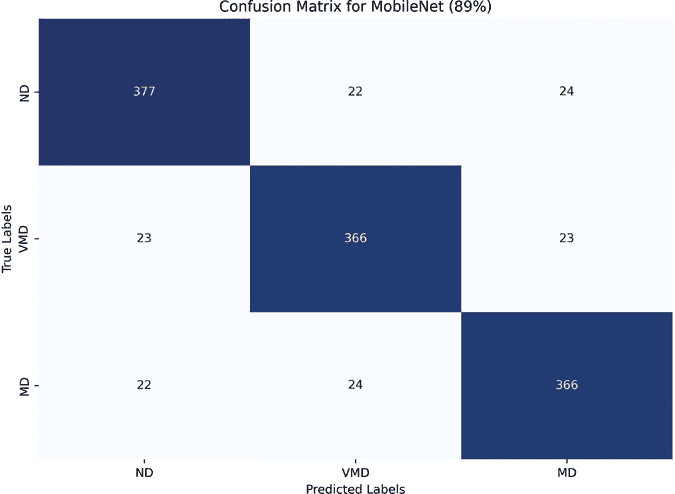 Confusion Matrix for MobileNet (89%)
ND 377 22 24
VMD 23 366 23
MD 22 24 366
True Labels
ND VMD MD
Predicted Labels